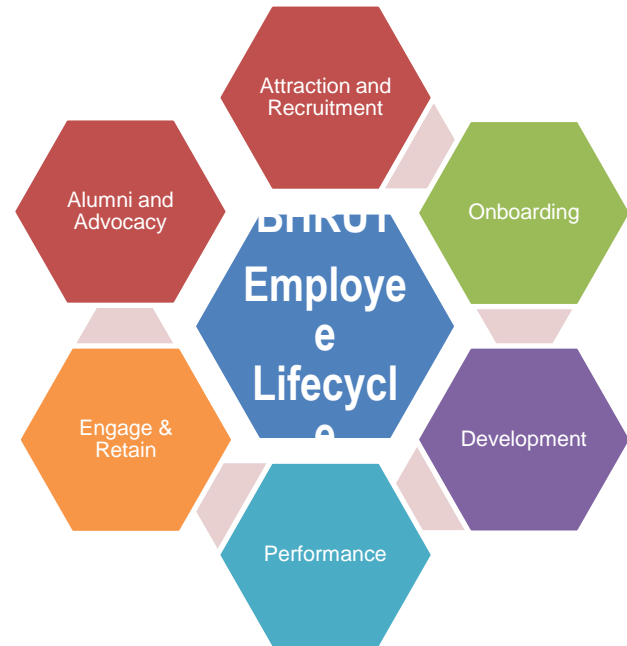 Attraction and
Recruitment
Onboarding
Development
Performance
Engage &
Retain
Alumni and
Advocacy
BHRUT
Employe
e
Lifecycl
e